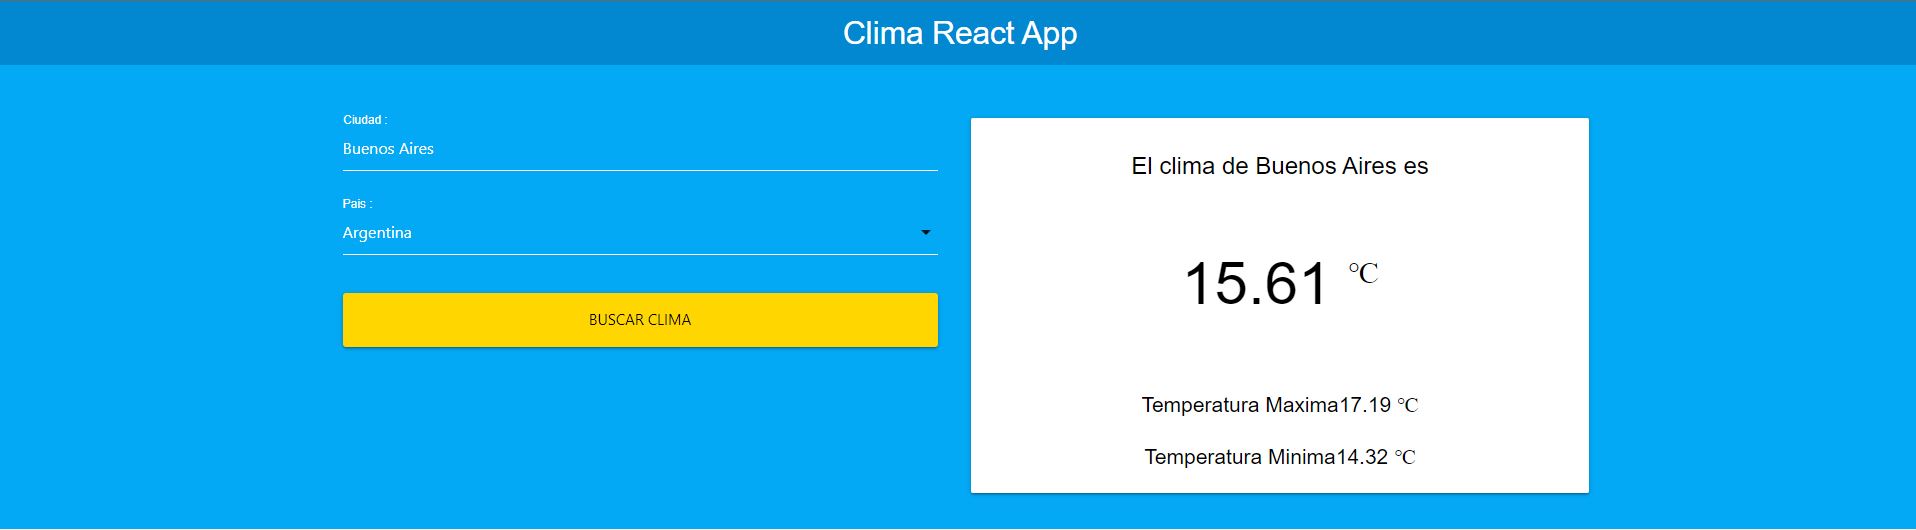 Clima React App
Ciudad :
Buenos Aires
Pais :
Argentina
BUSCAR CLIMA
El clima de Buenos Aires es
15.61 ℃
Temperatura Maxima17.19 ℃
Temperatura Minima14.32 ℃